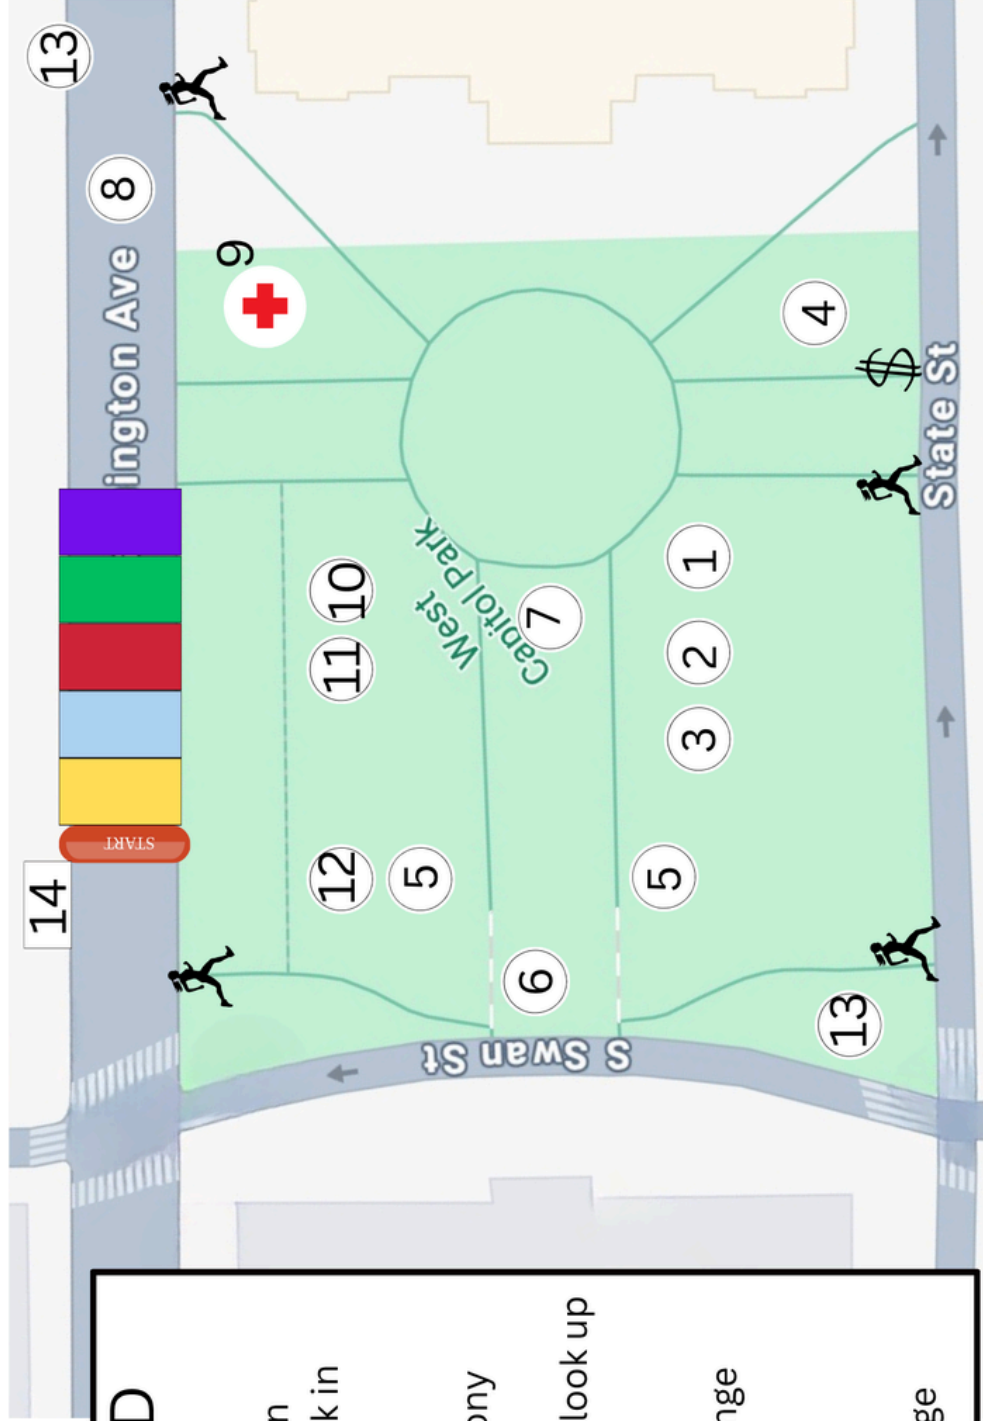 13
8
9
ington Ave
START
14
4
$
State St
10
11
West
Capitol Park
7
1
2
3
12
5
5
6
13
S Swan St
D
n
k in
ony
look up
nge
ge